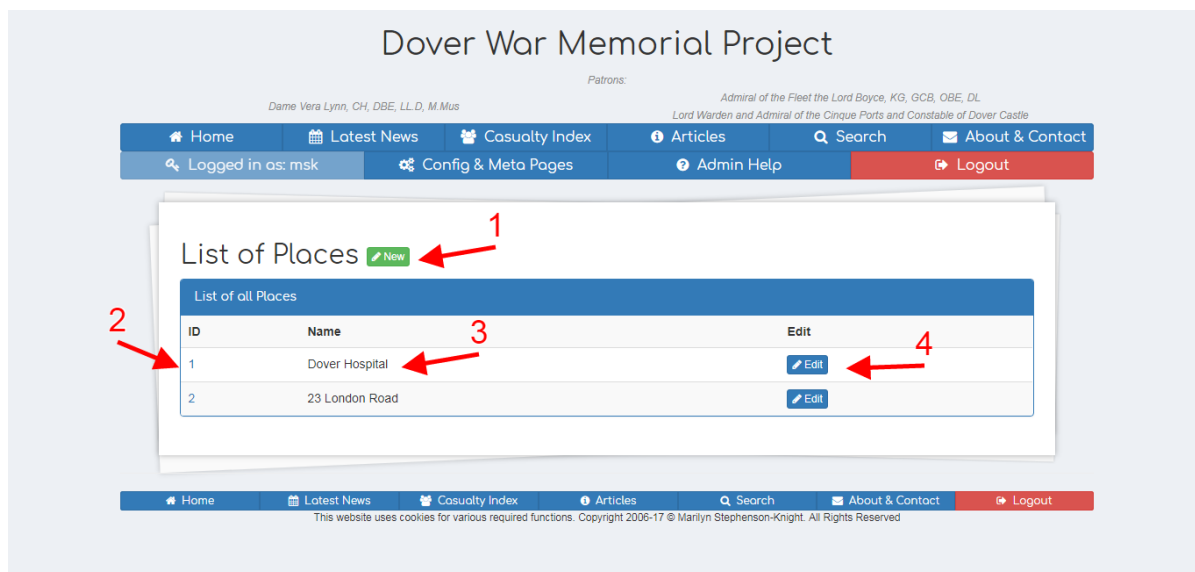 Dover War Memorial Project
Patrons:
Dame Vera Lynn, CH, DBE, LL.D, M.Mus
Admiral of the Fleet the Lord Boyce, KG, GCB, OBE, DL
Lord Warden and Admiral of the Cinque Ports and Constable of Dover Castle
Home Latest News Casualty Index Articles Search About & Contact
Logged in as: msk Config & Meta Pages Admin Help Logout
1
List of Places New
List of all Places
2
ID Name Edit
3
4
1 Dover Hospital Edit
2 23 London Road Edit
Home Latest News Casualty Index Articles Search About & Contact Logout
This website uses cookies for various required functions. Copyright 2006-17 © Marilyn Stephenson-Knight. All Rights Reserved